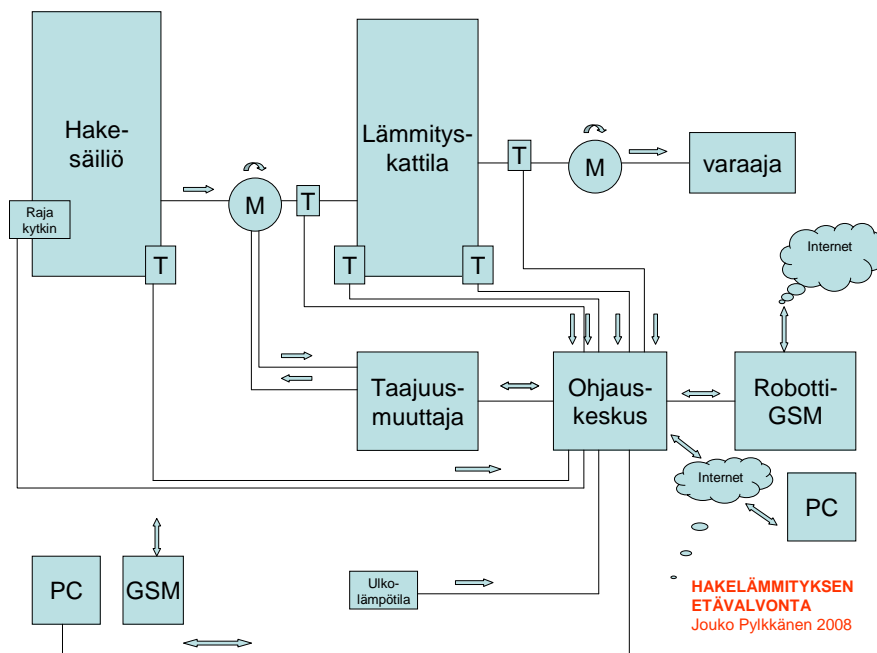 Hake-
säiliö
Lämmitys-
kattila
T
M
varaaja
Raja
kytkin
M
T
Internet
T
T
T
Taajuus-
muuttaja
Ohjaus-
keskus
Robotti-
GSM
Internet
PC
PC
GSM
Ulko-
lämpötila
HAKELÄMMITYKSEN
ETÄVALVONTA
Jouko Pylkkänen 2008